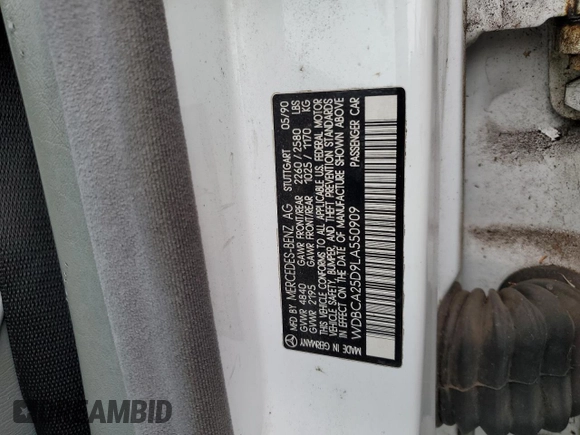 MFD. BY MERCEDES-BENZ AG STUTTGART 05/90
GAWR FRONT/REAR 2260 / 2580 LBS
GVWR 4840 GAWR FRONT/REAR 1025 / 1170 KG
GVWR 2195
THIS VEHICLE CONFORMS TO ALL APPLICABLE U.S. FEDERAL MOTOR
VEHICLE SAFETY, BUMPER, AND THEFT PREVENTION STANDARDS
IN EFFECT ON THE DATE OF MANUFACTURE SHOWN ABOVE
WDBCA25D9LA550909 PASSENGER CAR
MADE IN GERMANY
DREAMBID